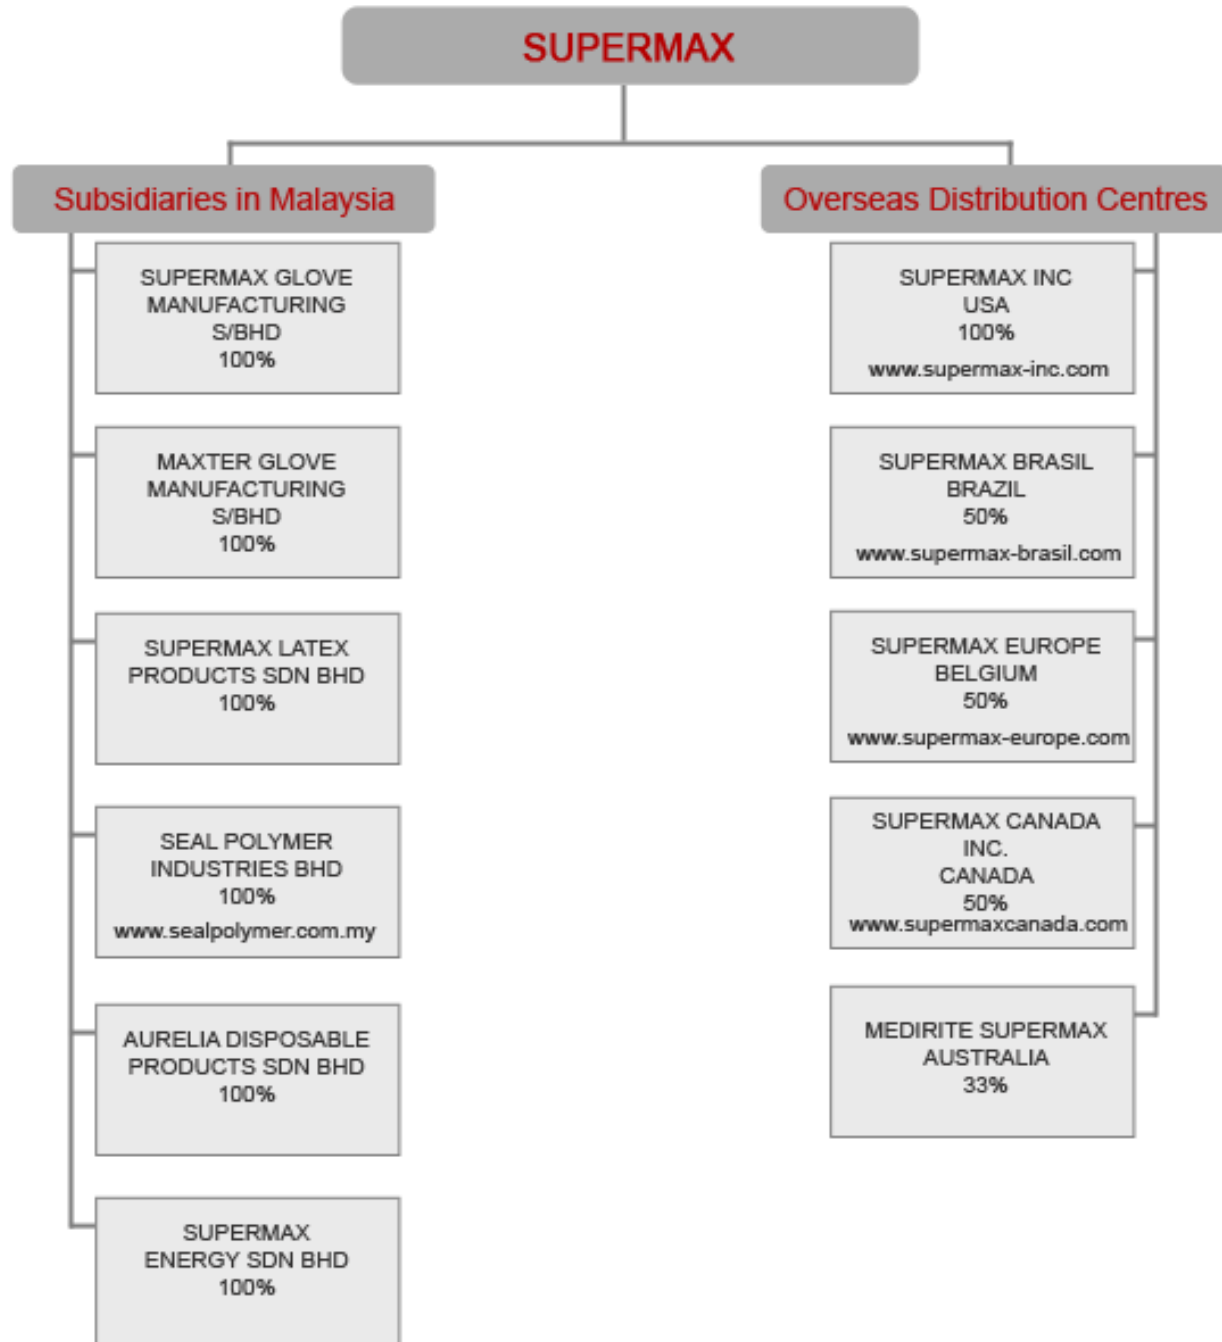 SUPERMAX
Subsidiaries in Malaysia
SUPERMAX GLOVE
MANUFACTURING
S/BHD
100%
MAXTER GLOVE
MANUFACTURING
S/BHD
100%
SUPERMAX LATEX
PRODUCTS SDN BHD
100%
SEAL POLYMER
INDUSTRIES BHD
100%
www.sealpolymer.com.my
AURELIA DISPOSABLE
PRODUCTS SDN BHD
100%
SUPERMAX
ENERGY SDN BHD
100%
Overseas Distribution Centres
SUPERMAX INC
USA
100%
www.supermax-inc.com
SUPERMAX BRASIL
BRAZIL
50%
www.supermax-brasil.com
SUPERMAX EUROPE
BELGIUM
50%
www.supermax-europe.com
SUPERMAX CANADA
INC.
CANADA
50%
www.supermaxcanada.com
MEDIRITE SUPERMAX
AUSTRALIA
33%